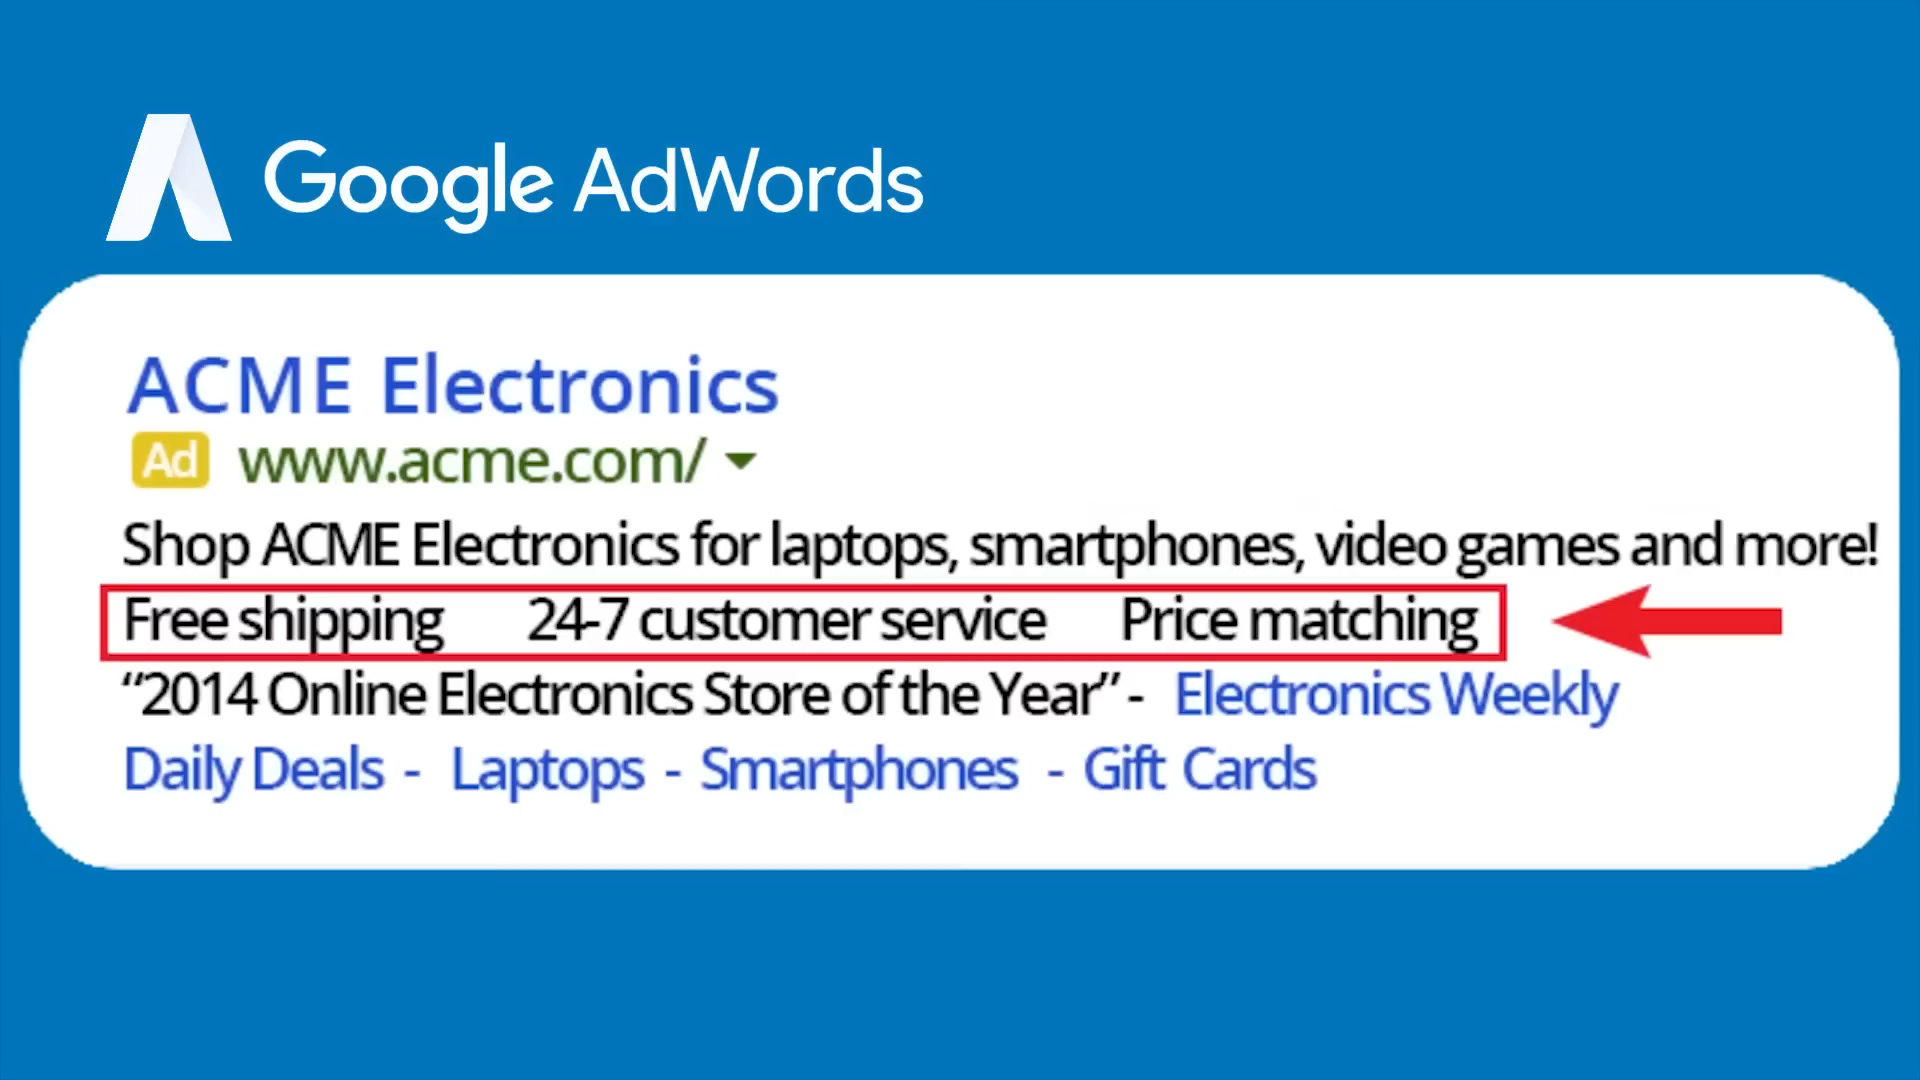 Google AdWords
ACME Electronics
Ad www.acme.com/
Shop ACME Electronics for laptops, smartphones, video games and more!
Free shipping 24-7 customer service Price matching
“2014 Online Electronics Store of the Year” - Electronics Weekly
Daily Deals - Laptops - Smartphones - Gift Cards